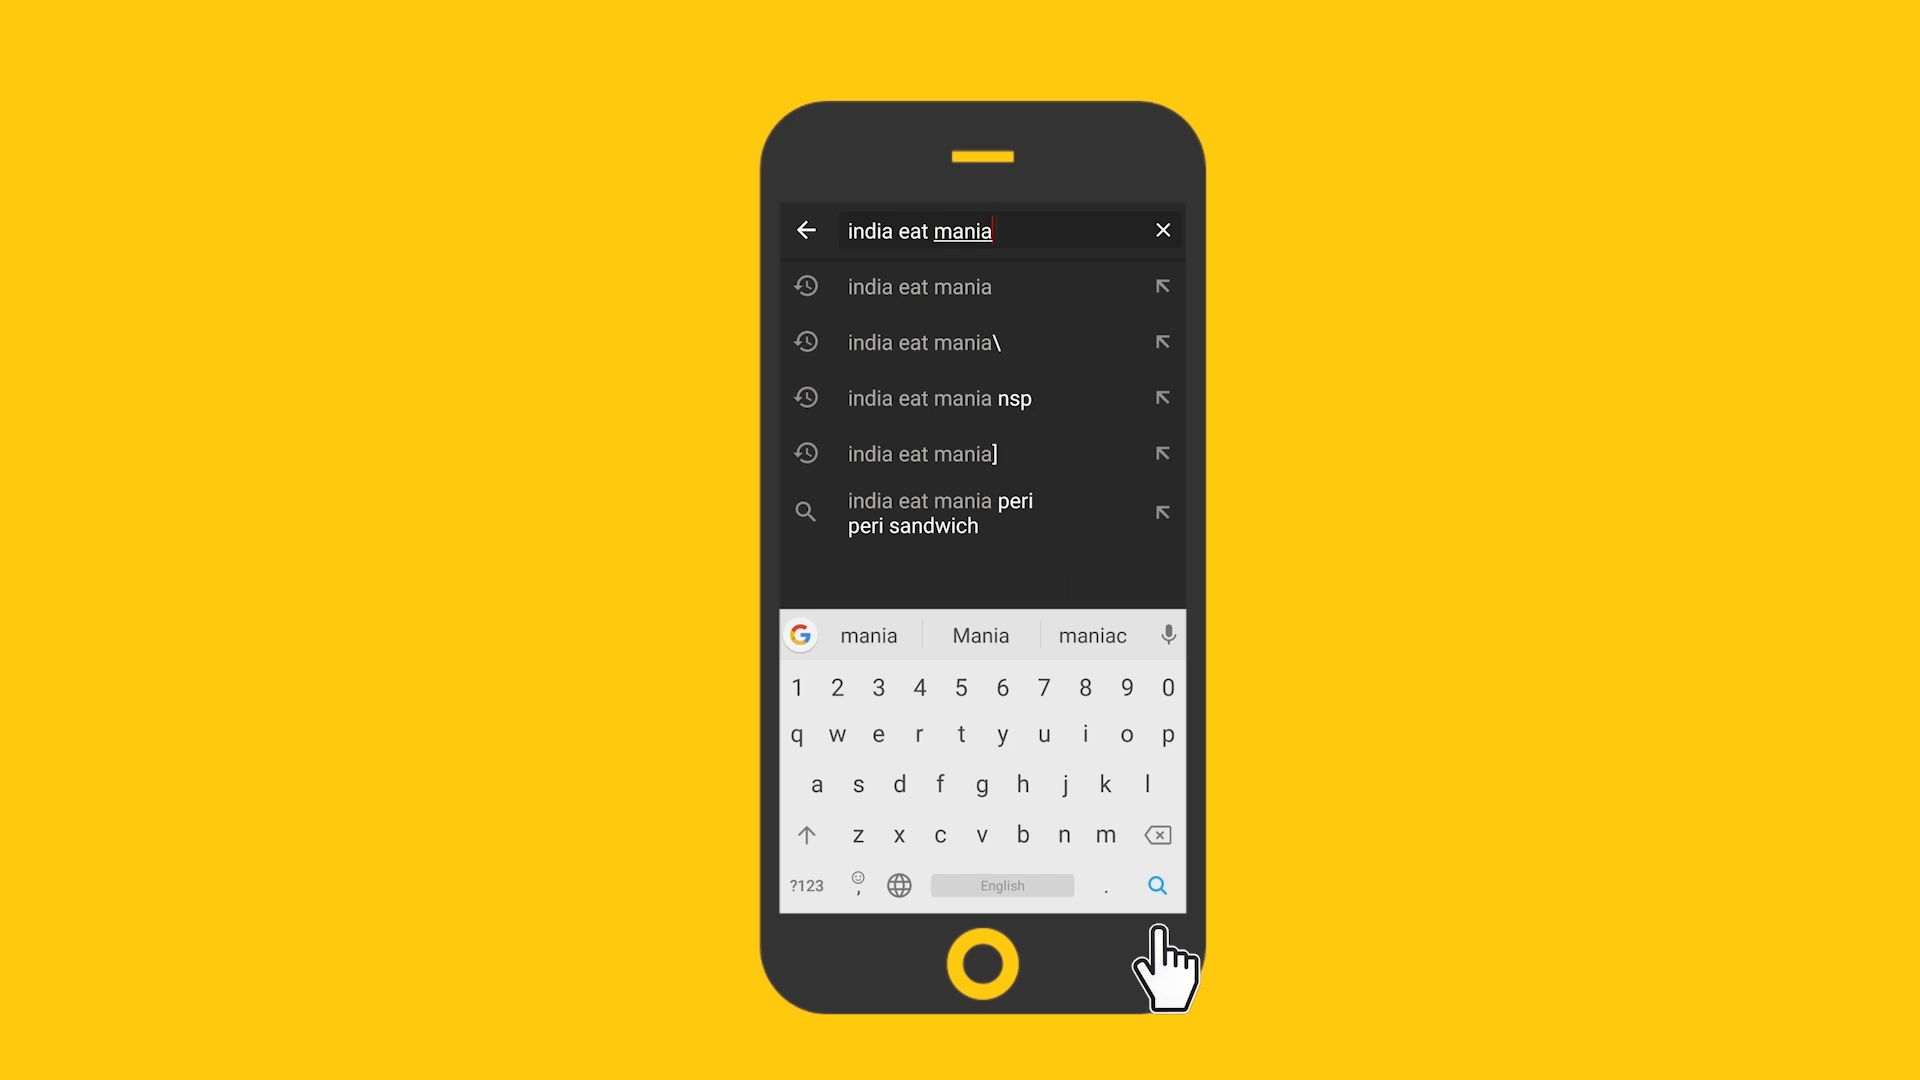 india eat mania
india eat mania
india eat mania\
india eat mania nsp
india eat mania]
india eat mania peri
peri sandwich
mania Mania maniac
1 2 3 4 5 6 7 8 9 0
q w e r t y u i o p
a s d f g h j k l
z x c v b n m
?123 , English .